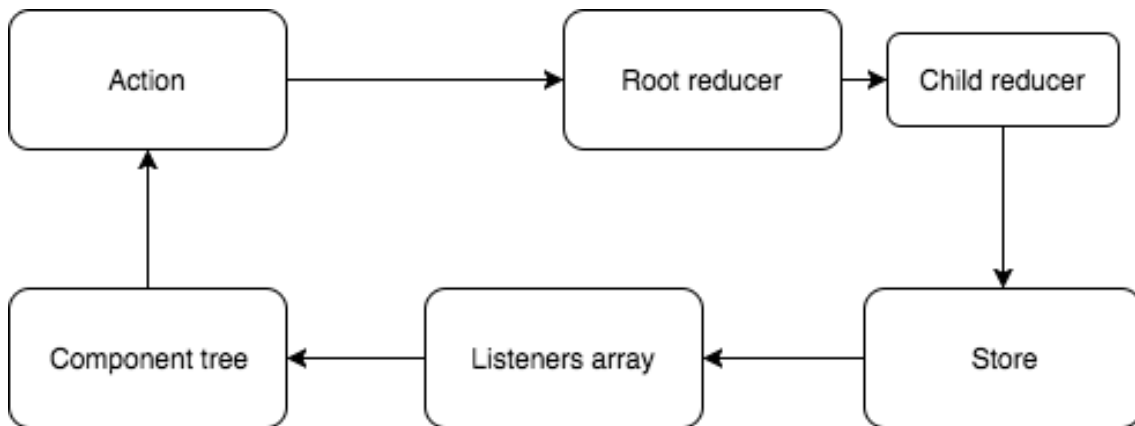 Action
Root reducer
Child reducer
Component tree
Listeners array
Store